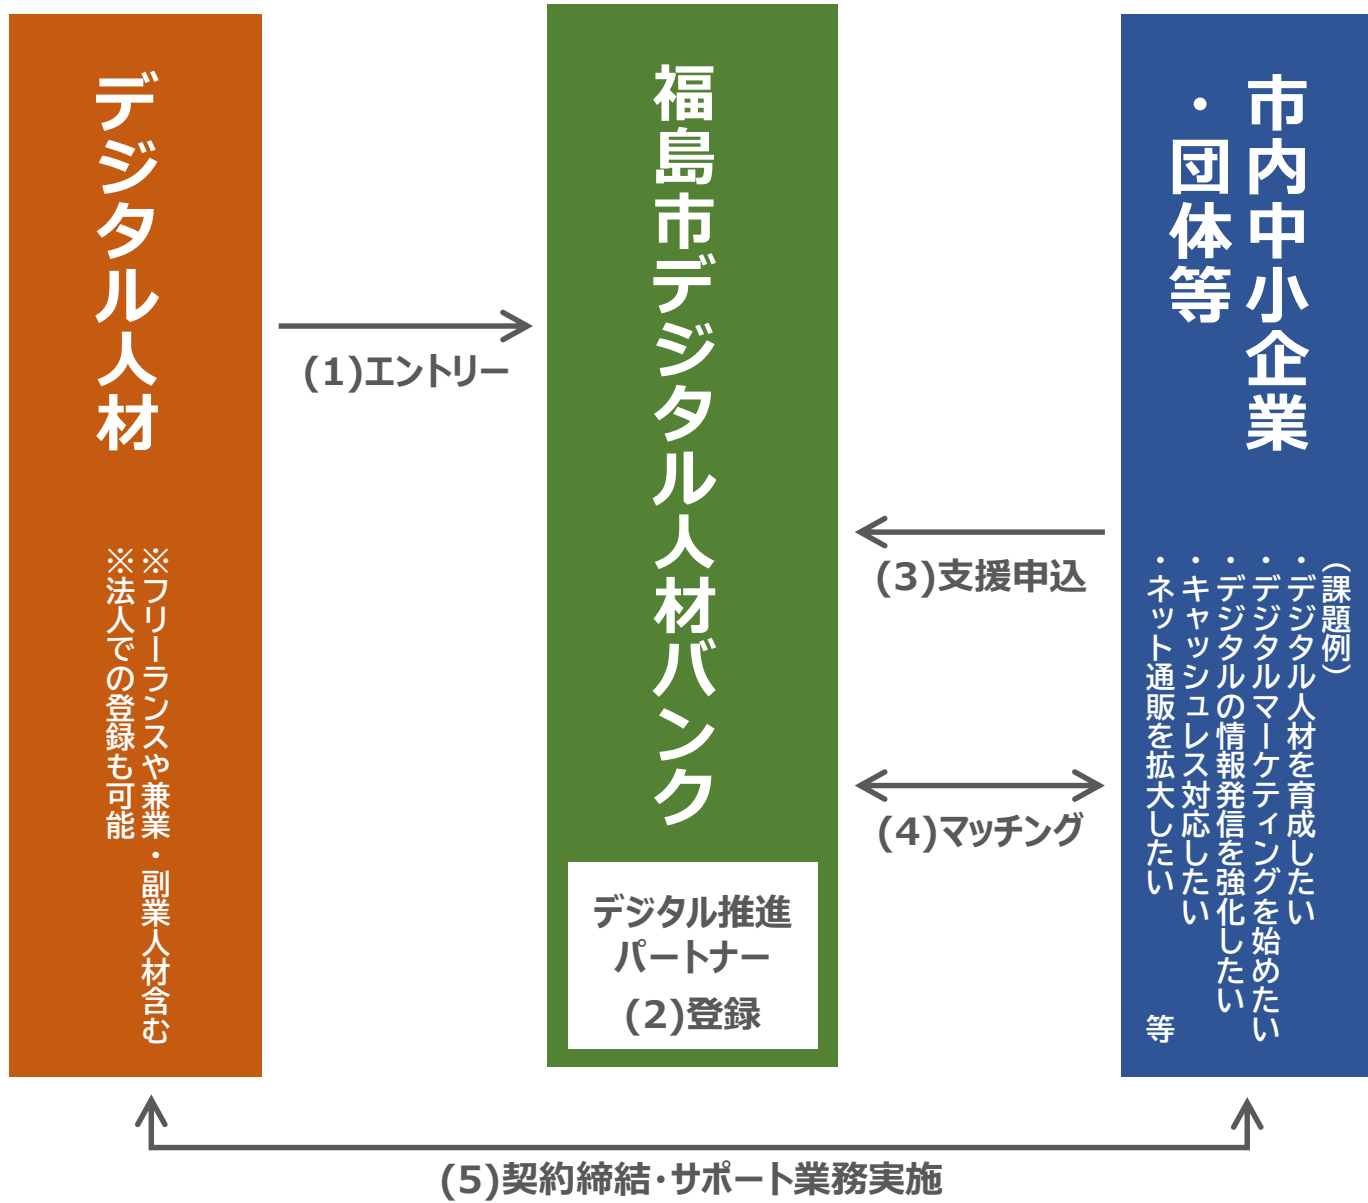 デジタル人材
※フリーランスや兼業・副業人材含む
※法人での登録も可能
(1)エントリー
福島市デジタル人材バンク
デジタル推進
パートナー
(2)登録
(3)支援申込
(4)マッチング
市内中小企業
・団体等
（課題例）
・デジタル人材を育成したい
・デジタルマーケティングを始めたい
・デジタルの情報発信を強化したい
・キャッシュレス対応したい
・ネット通販を拡大したい　　　等
(5)契約締結・サポート業務実施